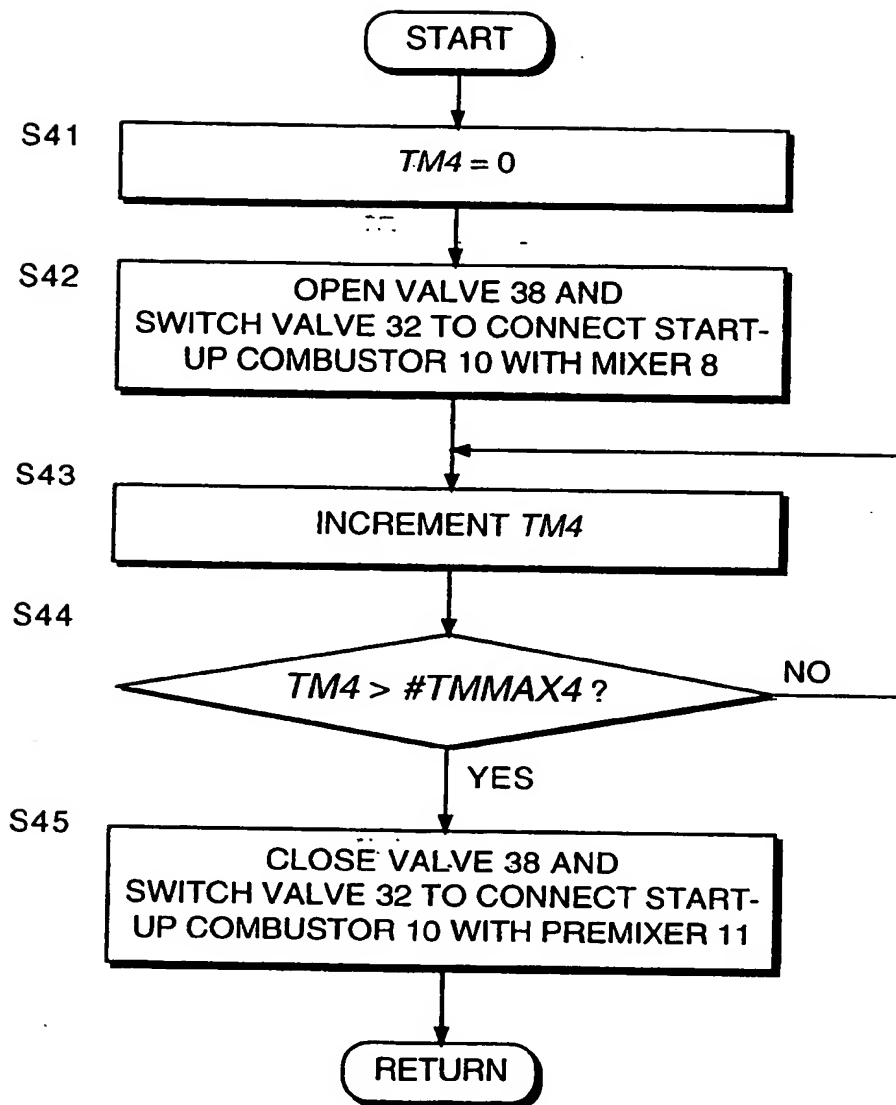 START
S41
TM4 = 0
S42
OPEN VALVE 38 AND
SWITCH VALVE 32 TO CONNECT START-
UP COMBUSTOR 10 WITH MIXER 8
S43
INCREMENT TM4
S44
TM4 > #TMMAX4 ?
NO
YES
S45
CLOSE VALVE 38 AND
SWITCH VALVE 32 TO CONNECT START-
UP COMBUSTOR 10 WITH PREMIXER 11
RETURN